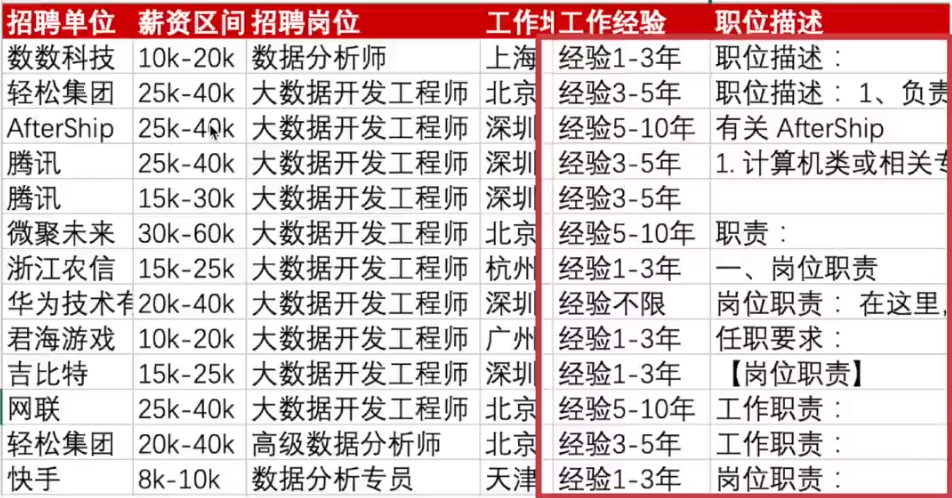 招聘单位 薪资区间 招聘岗位 工作 工作经验 职位描述
数数科技 10k-20k 数据分析师 上海 经验1-3年 职位描述：
轻松集团 25k-40k 大数据开发工程师 北京 经验3-5年 职位描述： 1、负责
AfterShip 25k-40k 大数据开发工程师 深圳 经验5-10年 有关 AfterShip
腾讯 25k-40k 大数据开发工程师 深圳 经验3-5年 1. 计算机类或相关专
腾讯 15k-30k 大数据开发工程师 深圳 经验3-5年
微聚未来 30k-60k 大数据开发工程师 北京 经验5-10年 职责：
浙江农信 15k-25k 大数据开发工程师 杭州 经验1-3年 一、岗位职责
华为技术有 20k-40k 大数据开发工程师 深圳 经验不限 岗位职责： 在这里,
君海游戏 10k-20k 大数据开发工程师 广州 经验1-3年 任职要求：
吉比特 15k-25k 大数据开发工程师 深圳 经验1-3年 【岗位职责】
网联 25k-40k 大数据开发工程师 北京 经验5-10年 工作职责：
轻松集团 20k-40k 高级数据分析师 北京 经验3-5年 工作职责：
快手 8k-10k 数据分析专员 天津 经验1-3年 岗位职责：